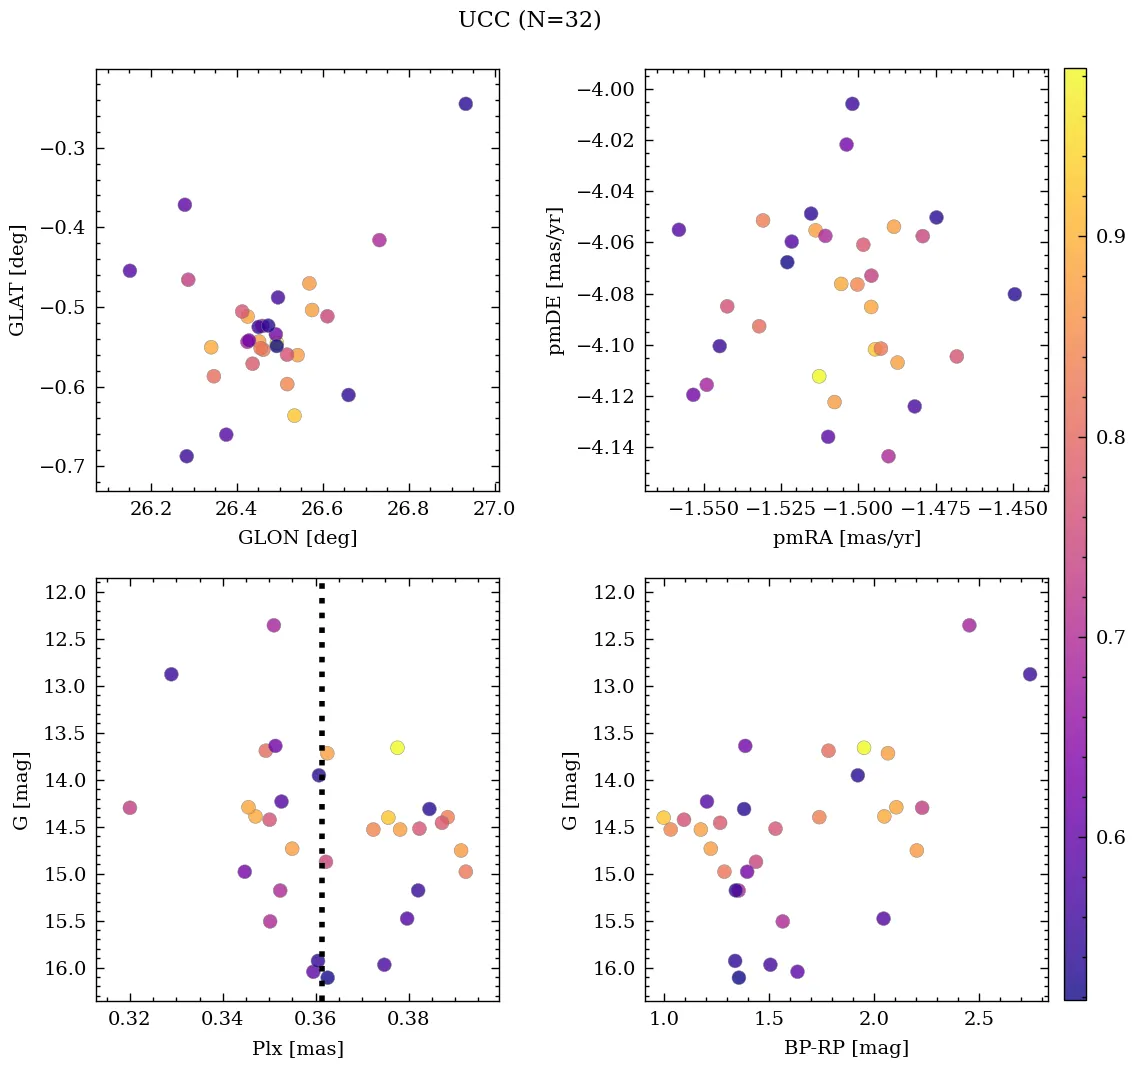 UCC (N=32)
−0.3
−0.4
−0.5
−0.6
−0.7
GLAT [deg]
26.2 26.4 26.6 26.8 27.0
GLON [deg]
−4.00
−4.02
−4.04
−4.06
−4.08
−4.10
−4.12
−4.14
pmDE [mas/yr]
−1.550 −1.525 −1.500 −1.475 −1.450
pmRA [mas/yr]
12.0
12.5
13.0
13.5
14.0
14.5
15.0
15.5
16.0
G [mag]
0.32 0.34 0.36 0.38
Plx [mas]
12.0
12.5
13.0
13.5
14.0
14.5
15.0
15.5
16.0
G [mag]
1.0 1.5 2.0 2.5
BP-RP [mag]
0.9
0.8
0.7
0.6